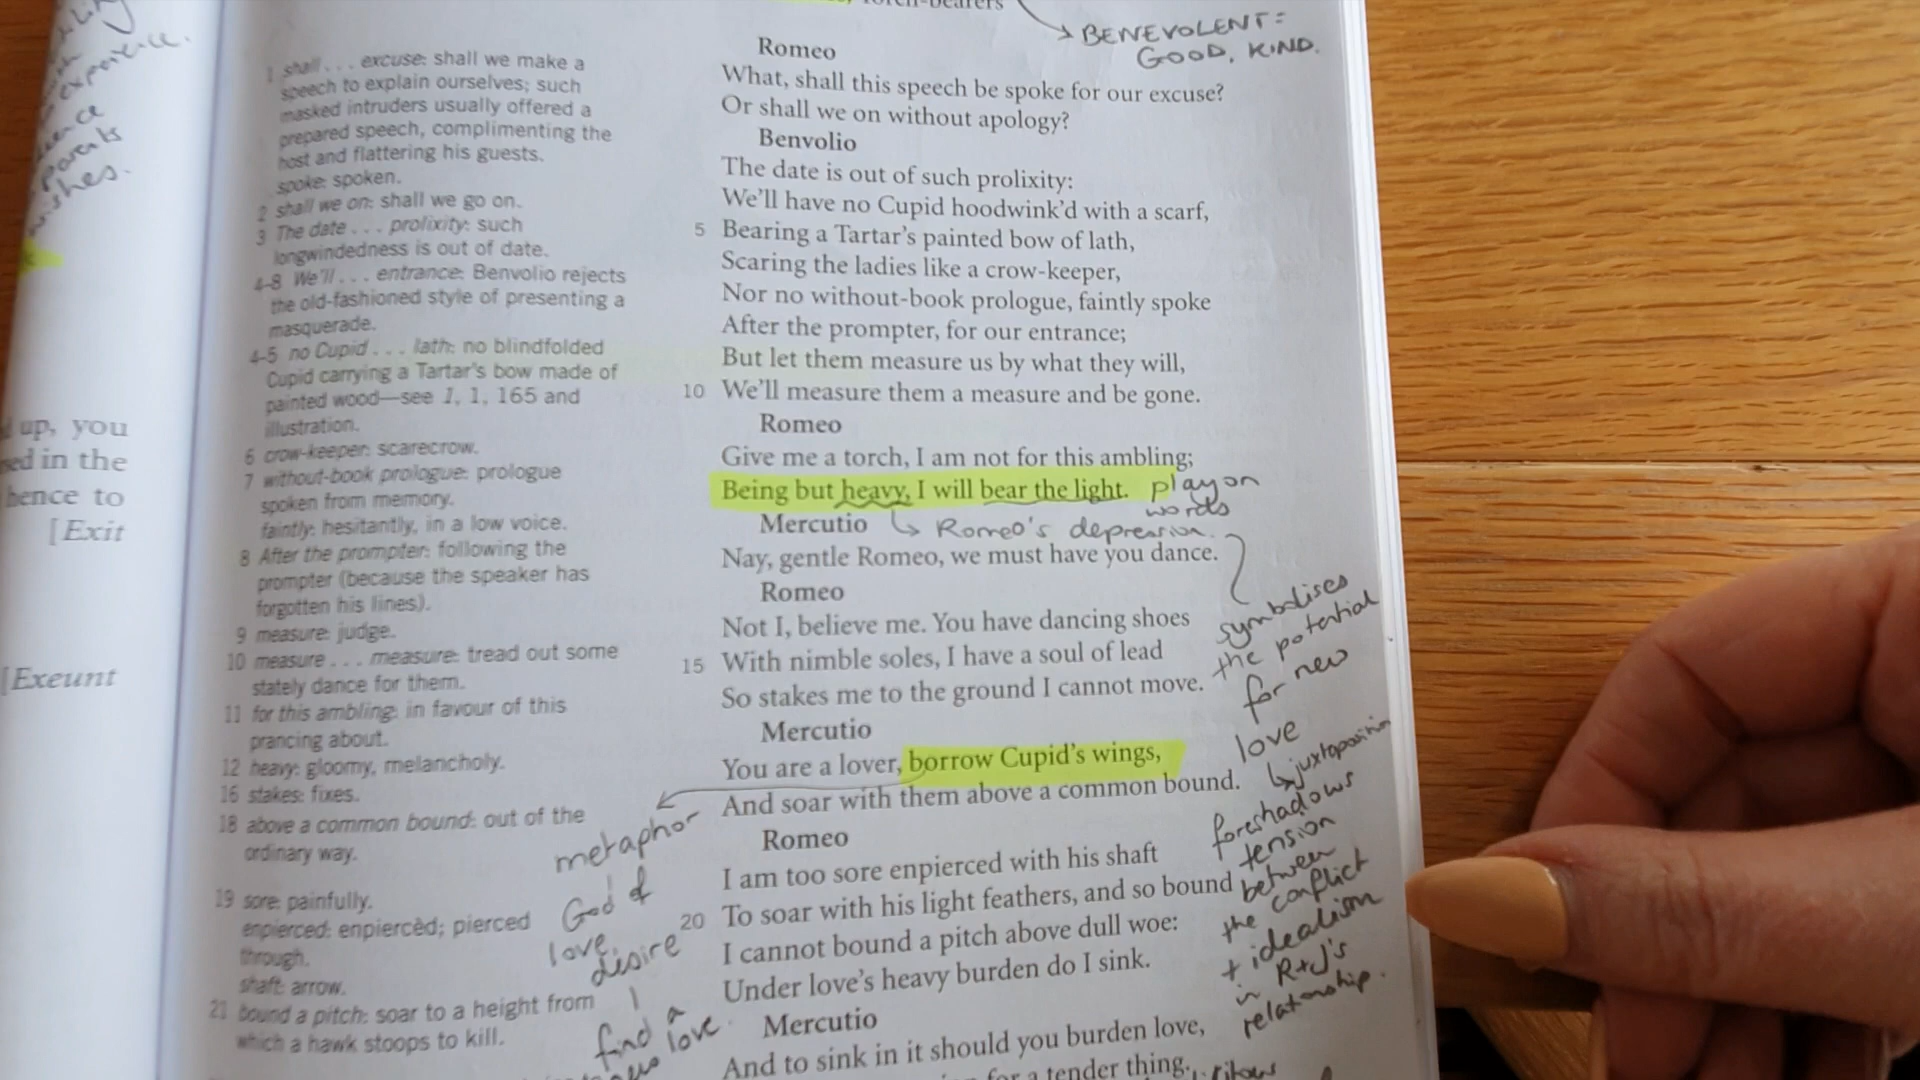 torch-bearers
BENEVOLENT =
GOOD, KIND.
experience.
parents
up, you
in the
hence to
[Exit
[Exeunt
1 shall . . . excuse: shall we make a
speech to explain ourselves; such
masked intruders usually offered a
prepared speech, complimenting the
host and flattering his guests.
spoke: spoken.
2 shall we on: shall we go on.
3 The date . . . prolixity: such
longwindedness is out of date.
4–8 We'll . . . entrance: Benvolio rejects
the old-fashioned style of presenting a
masquerade.
4–5 no Cupid . . . lath: no blindfolded
Cupid carrying a Tartar's bow made of
painted wood—see 1, 1, 165 and
illustration.
6 crow-keeper: scarecrow.
7 without-book prologue: prologue
spoken from memory.
faintly: hesitantly, in a low voice.
8 After the prompter: following the
prompter (because the speaker has
forgotten his lines).
9 measure: judge.
10 measure . . . measure: tread out some
stately dance for them.
11 for this ambling: in favour of this
prancing about.
12 heavy: gloomy, melancholy.
16 stakes: fixes.
18 above a common bound: out of the
ordinary way.
19 sore: painfully.
enpierced: enpiercèd; pierced
through.
shaft: arrow.
21 bound a pitch: soar to a height from
which a hawk stoops to kill.
metaphor
God of
love,
desire
find a
new love
Romeo
What, shall this speech be spoke for our excuse?
Or shall we on without apology?
Benvolio
The date is out of such prolixity:
We'll have no Cupid hoodwink'd with a scarf,
5 Bearing a Tartar's painted bow of lath,
Scaring the ladies like a crow-keeper,
Nor no without-book prologue, faintly spoke
After the prompter, for our entrance;
But let them measure us by what they will,
10 We'll measure them a measure and be gone.
Romeo
Give me a torch, I am not for this ambling;
Being but heavy, I will bear the light. play on
words
Mercutio Romeo's depression.
Nay, gentle Romeo, we must have you dance.
Romeo
Not I, believe me. You have dancing shoes
15 With nimble soles, I have a soul of lead
So stakes me to the ground I cannot move.
Mercutio
You are a lover, borrow Cupid's wings,
And soar with them above a common bound.
Romeo
I am too sore enpierced with his shaft
20 To soar with his light feathers, and so bound
I cannot bound a pitch above dull woe:
Under love's heavy burden do I sink.
Mercutio
And to sink in it should you burden love,
for a tender thing.
symbolises
the potential
for new
love
juxtaposition
foreshadows
tension
between
the conflict
+ idealism
in R+J's
relationship.